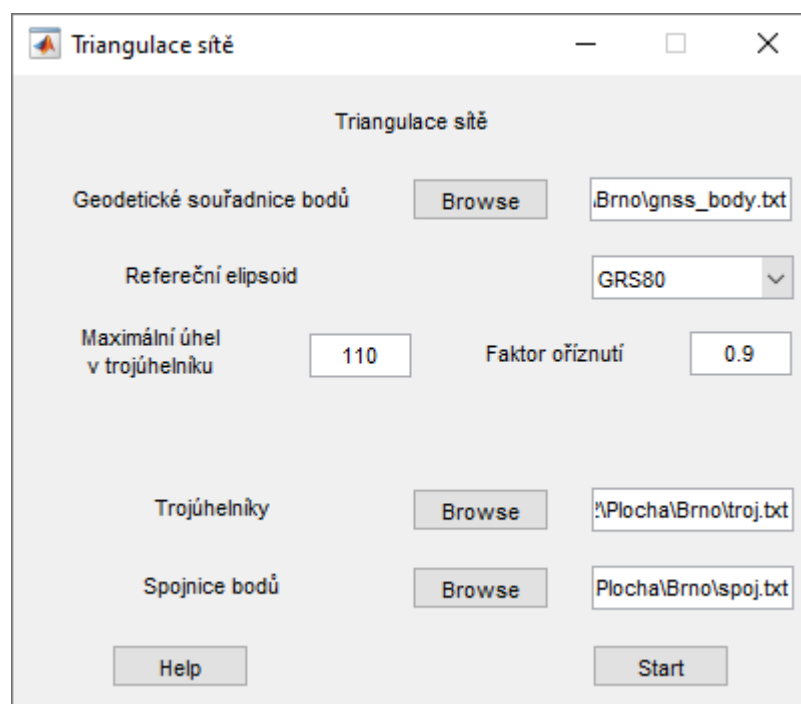 Triangulace sítě
Triangulace sítě
Geodetické souřadnice bodů Browse \Brno\gnss_body.txt
Refereční elipsoid GRS80
Maximální úhel
v trojúhelníku 110 Faktor oříznutí 0.9
Trojúhelníky Browse \Plocha\Brno\troj.txt
Spojnice bodů Browse Plocha\Brno\spoj.txt
Help Start